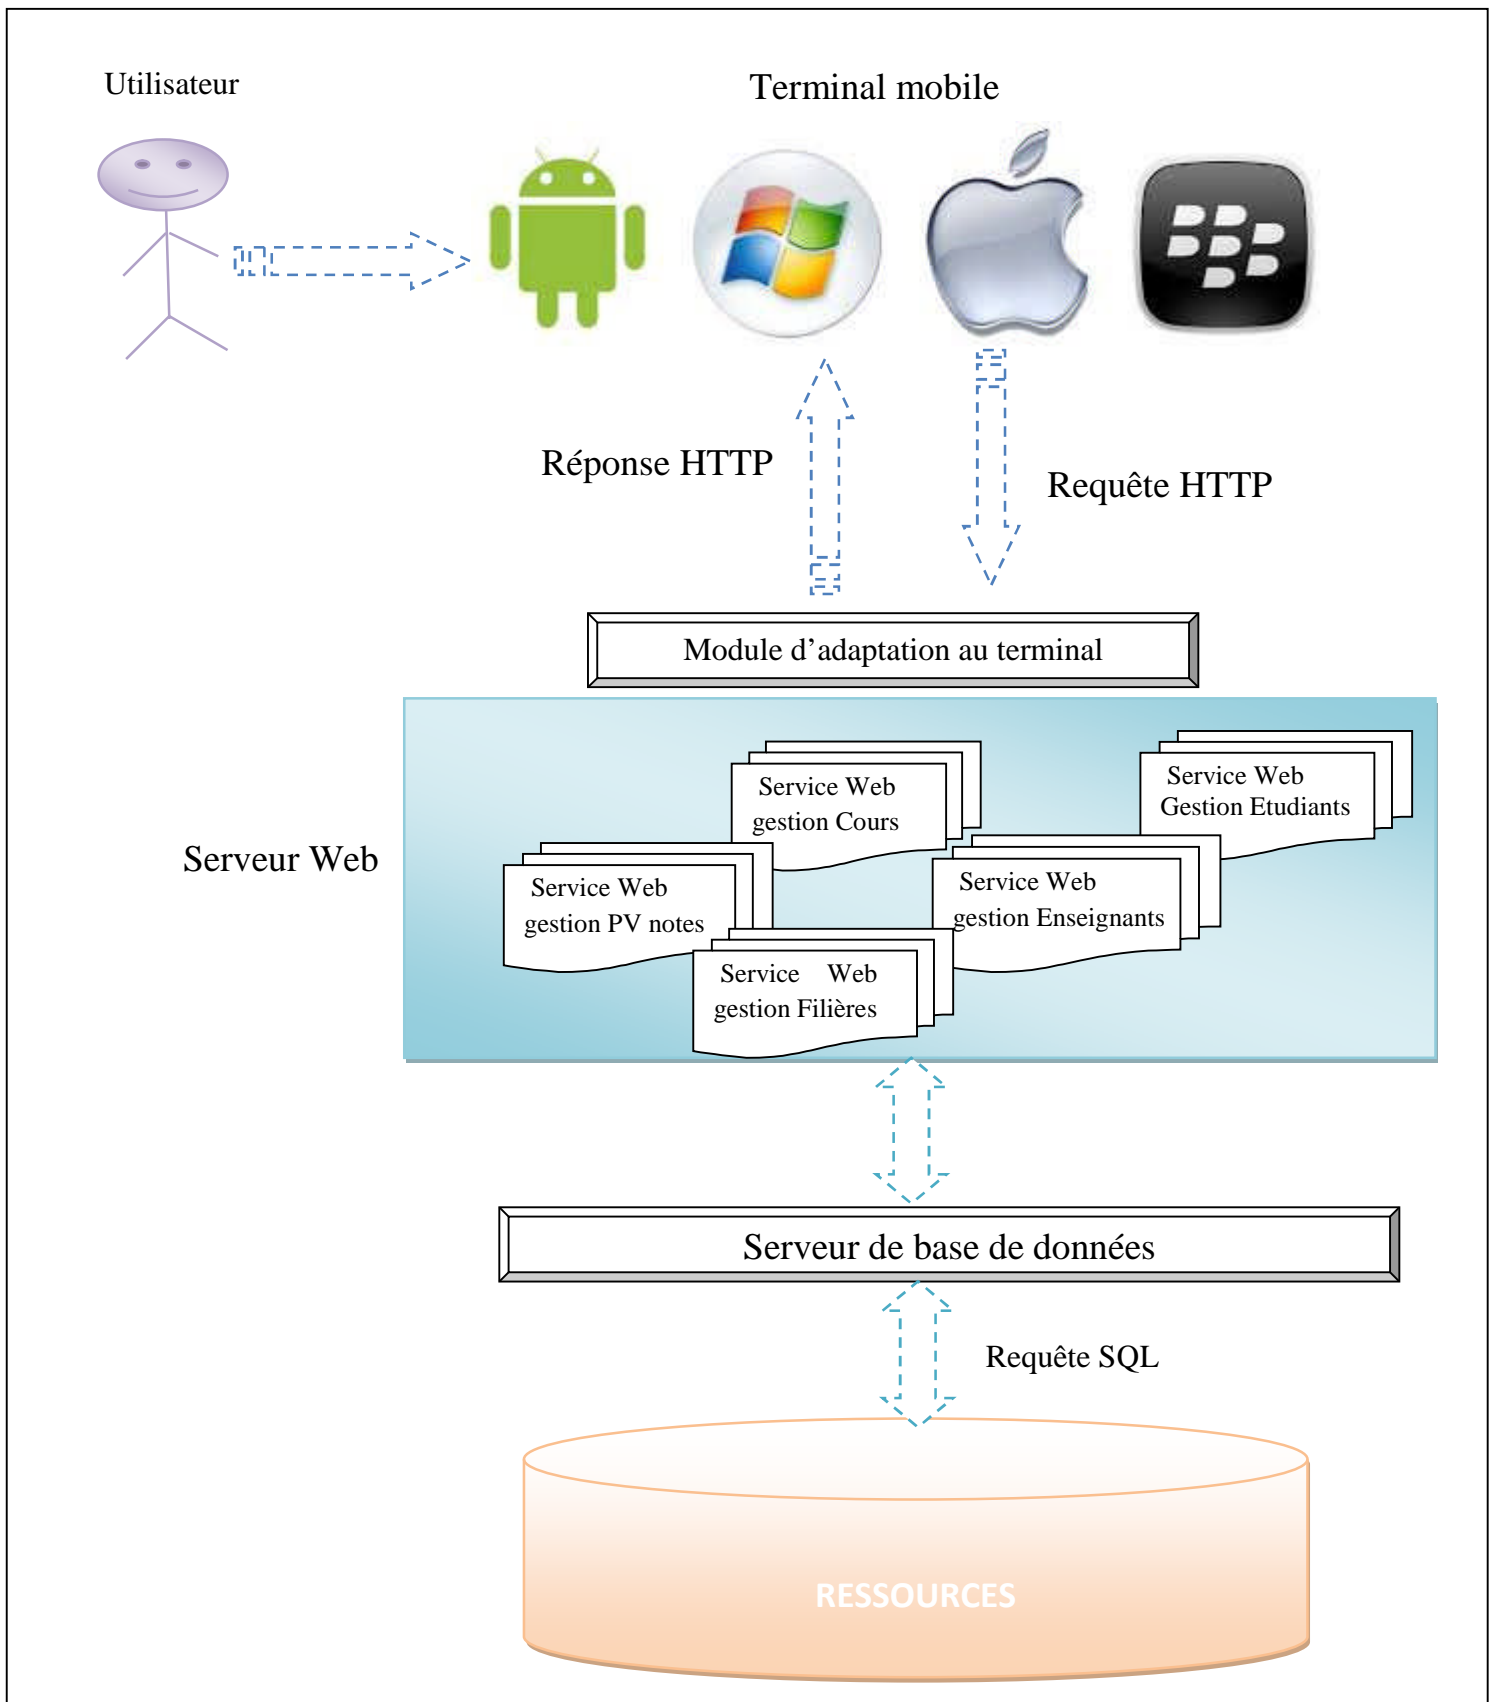 Utilisateur
Terminal mobile
Réponse HTTP
Requête HTTP
Module d’adaptation au terminal
Serveur Web
Service Web
gestion Cours
Service Web
Gestion Etudiants
Service Web
gestion PV notes
Service Web
gestion Enseignants
Service Web
gestion Filières
Serveur de base de données
Requête SQL
RESSOURCES